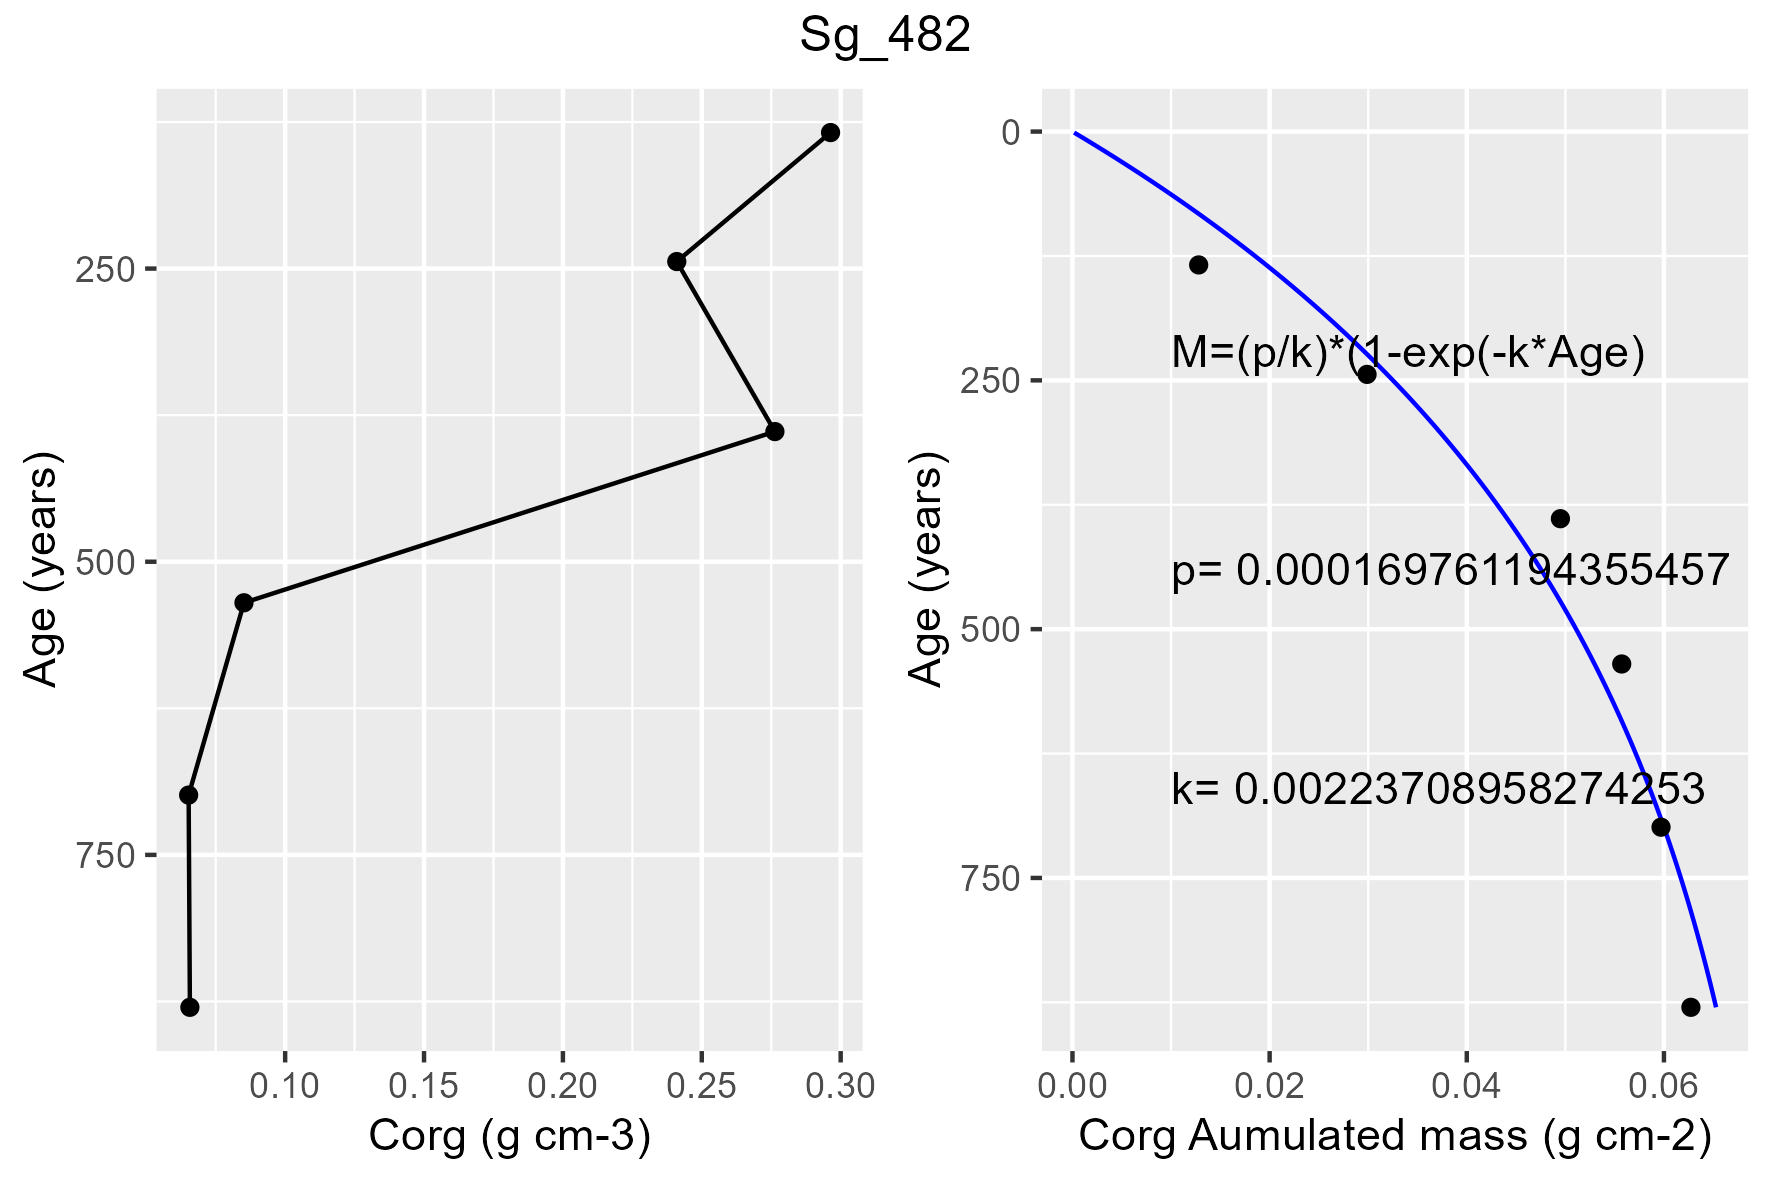 Sg_482
Age (years)
250
500
750
0.10
0.15
0.20
0.25
0.30
Corg (g cm-3)
Age (years)
0
250
500
750
M=(p/k)*(1-exp(-k*Age)
p= 0.000169761194355457
k= 0.00223708958274253
0.00
0.02
0.04
0.06
Corg Aumulated mass (g cm-2)